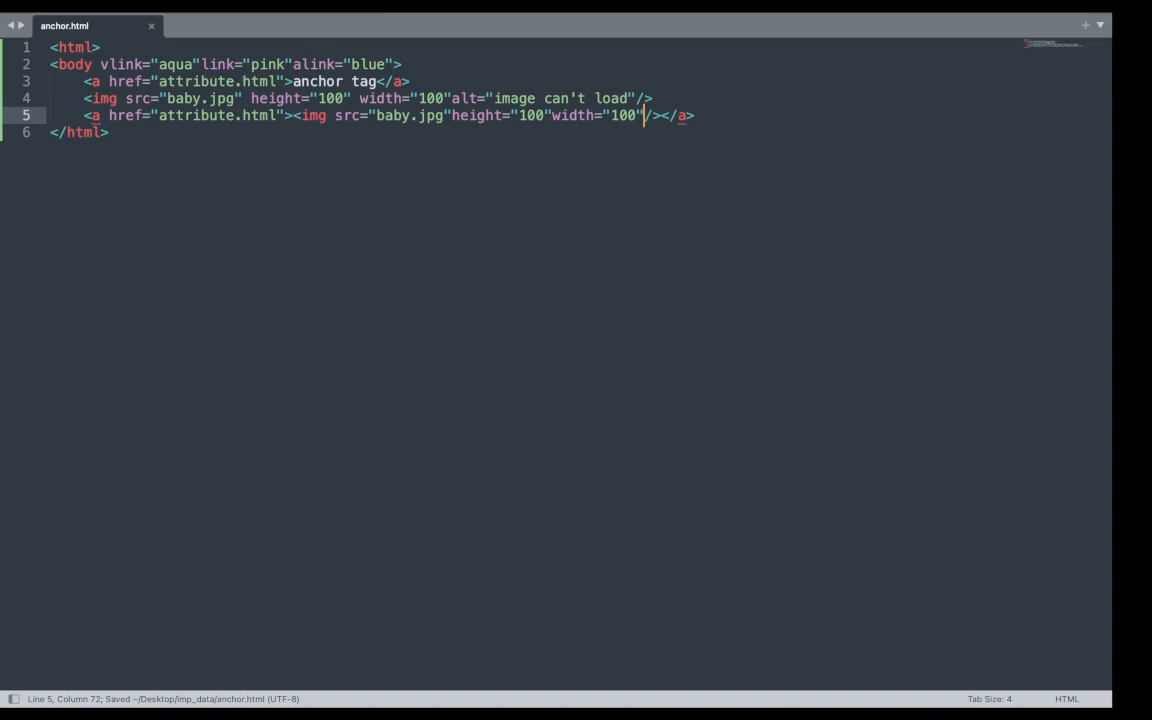 anchor.html
1 <html>
2 <body vlink="aqua"link="pink"alink="blue">
3 <a href="attribute.html">anchor tag</a>
4 <img src="baby.jpg" height="100" width="100"alt="image can't load"/>
5 <a href="attribute.html"><img src="baby.jpg"height="100"width="100"/></a>
6 </html>
Line 5, Column 72; Saved ~/Desktop/imp_data/anchor.html (UTF-8) Tab Size: 4 HTML